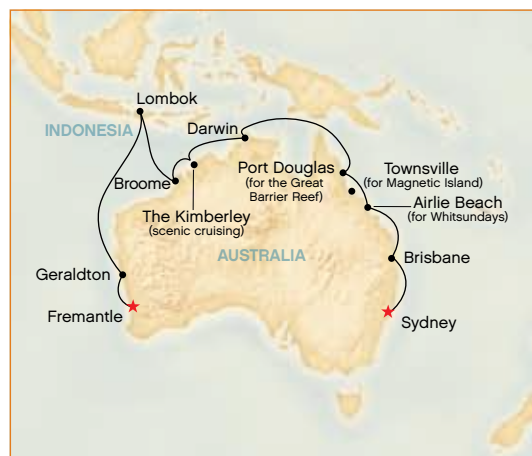 Lombok
INDONESIA
Darwin
Broome
Port Douglas
(for the Great
Barrier Reef)
Townsville
(for Magnetic Island)
Airlie Beach
(for Whitsundays)
The Kimberley
(scenic cruising)
AUSTRALIA
Brisbane
Geraldton
Fremantle
Sydney